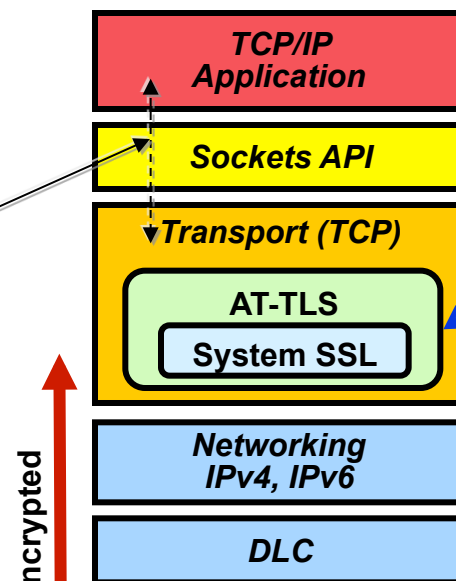 TCP/IP
Application
Sockets API
Transport (TCP)
AT-TLS
System SSL
Networking
IPv4, IPv6
DLC
ncrypted